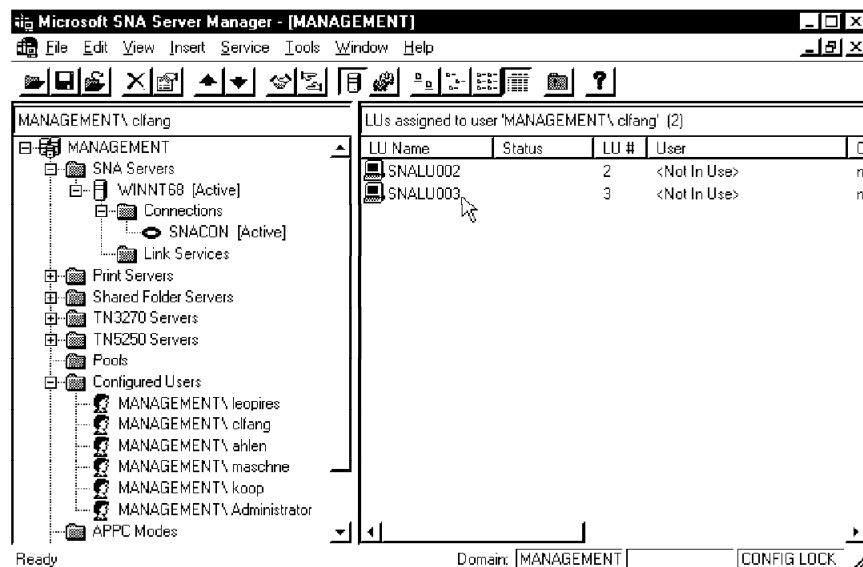 Microsoft SNA Server Manager - [MANAGEMENT]
File Edit View Insert Service Tools Window Help
MANAGEMENT\ clfang
MANAGEMENT
SNA Servers
WINNT68 [Active]
Connections
SNACON [Active]
Link Services
Print Servers
Shared Folder Servers
TN3270 Servers
TN5250 Servers
Pools
Configured Users
MANAGEMENT\ leopires
MANAGEMENT\ clfang
MANAGEMENT\ ahlen
MANAGEMENT\ maschne
MANAGEMENT\ koop
MANAGEMENT\ Administrator
APPC Modes
LUs assigned to user 'MANAGEMENT\ clfang' (2)
LU Name Status LU # User
SNALU002 2 <Not In Use>
SNALU003 3 <Not In Use>
Ready Domain: MANAGEMENT CONFIG LOCK